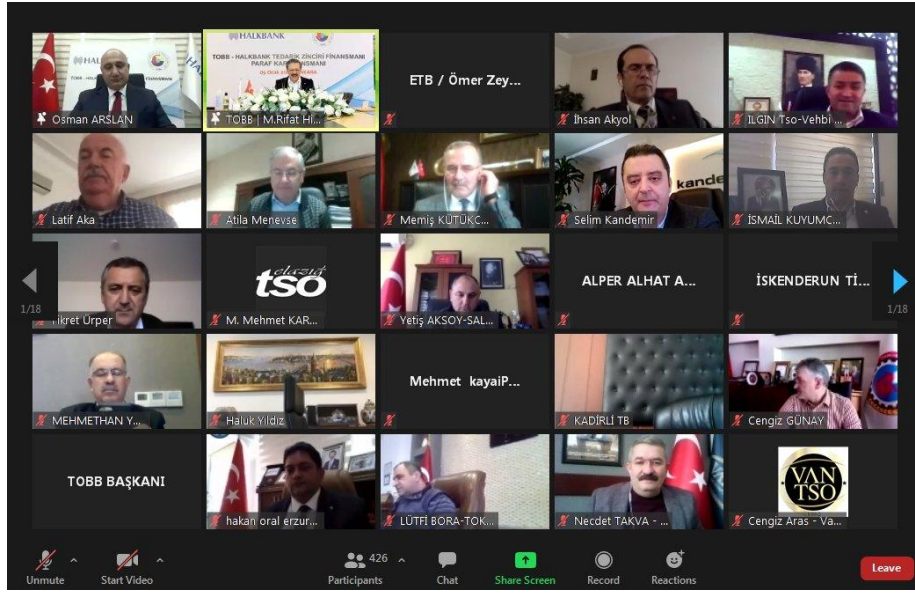 HALKBANK
HALKBANK
TOBB - HALKBANK TEDARİK ZİNCİRİ FİNANSMANI
Osman ARSLAN
TOBB | M.Rifat Hi...
ETB / Ömer Zey...
Ihsan Akyol
ILGIN Tso-Vehbi ...
Latif Aka
Atila Menevse
Memiş KÜTÜKC...
Selim Kandemir
kande
İSMAİL KUYUMC...
1/18
Fikret Ürper
elazığ
tso
M. Mehmet KAR...
Yetiş AKSOY-SAL...
ALPER ALHAT A...
İSKENDERUN Tİ...
1/18
MEHMETHAN Y...
Haluk Yıldız
Mehmet kayaiP...
KADİRLİ TB
Cengiz GÜNAY
TOBB BAŞKANI
hakan oral erzur...
LÜTFİ BORA-TOK...
Necdet TAKVA - ...
VAN
TSO
Cengiz Aras - Va...
Unmute
Start Video
426
Participants
Chat
Share Screen
Record
Reactions
Leave